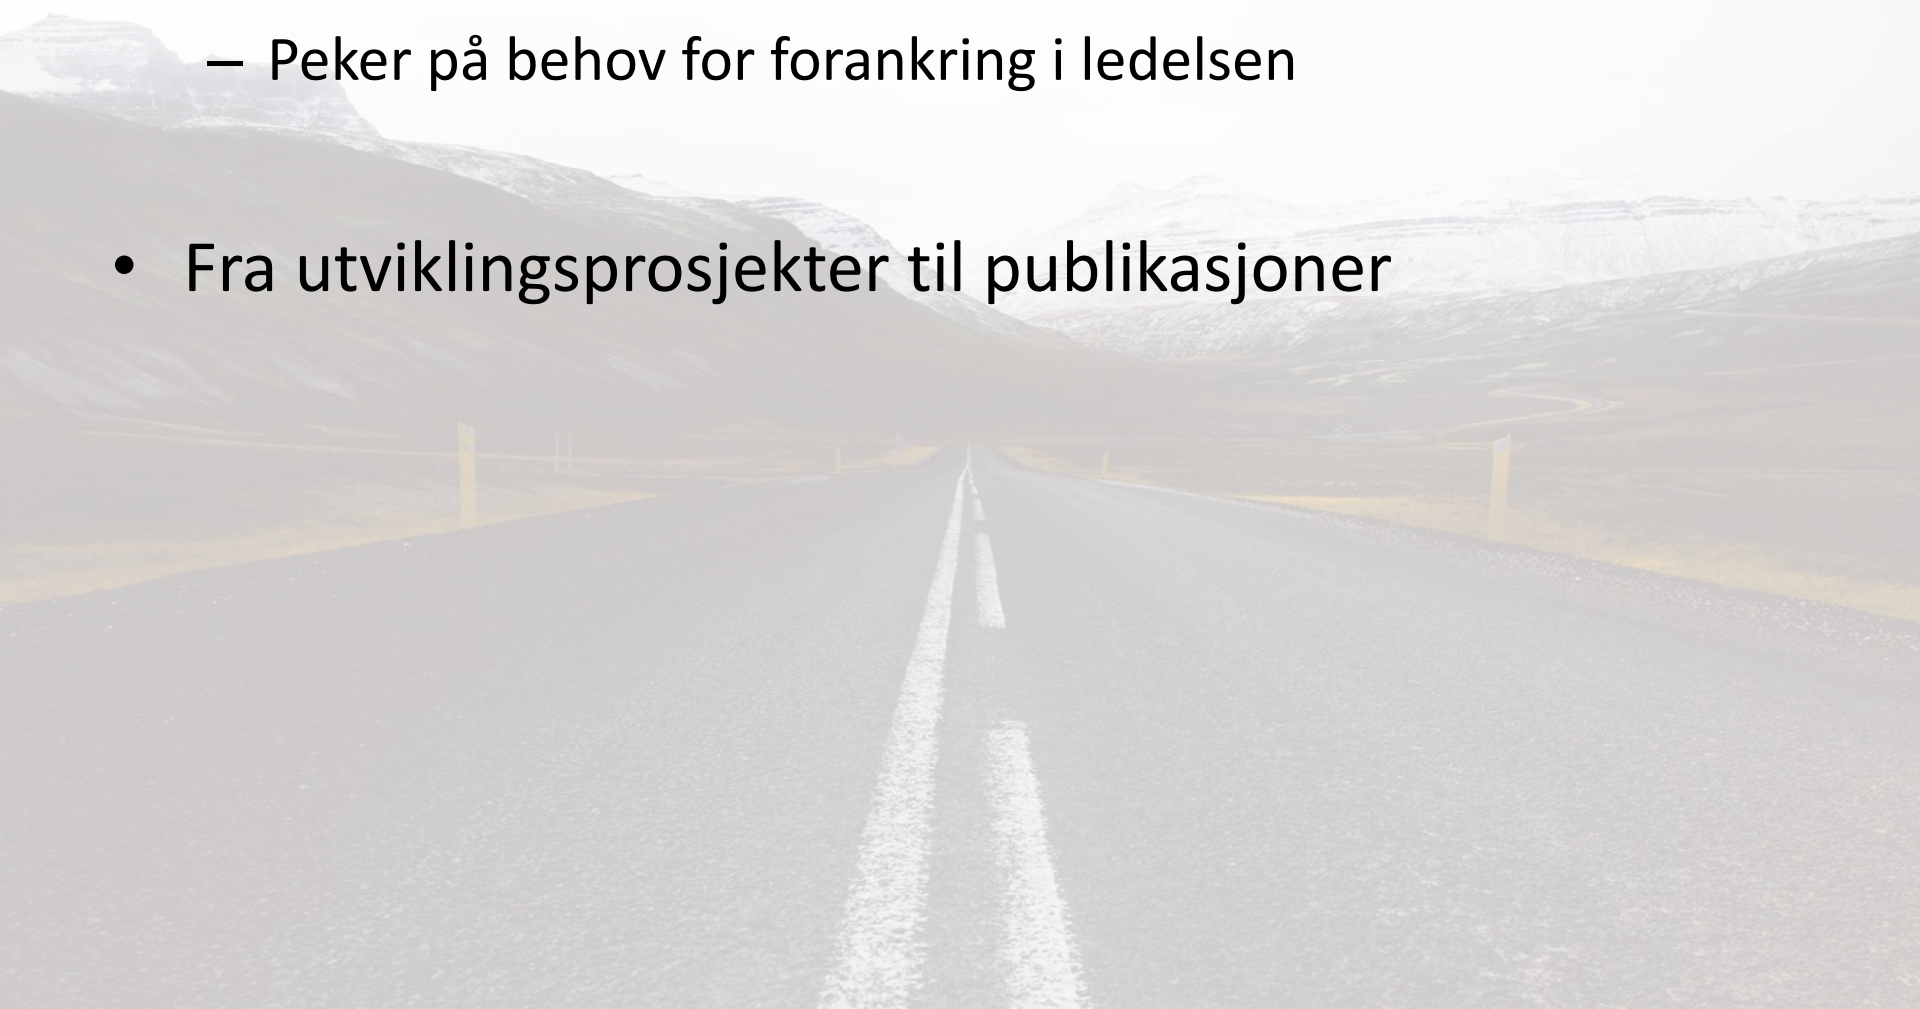 – Peker på behov for forankring i ledelsen
• Fra utviklingsprosjekter til publikasjoner